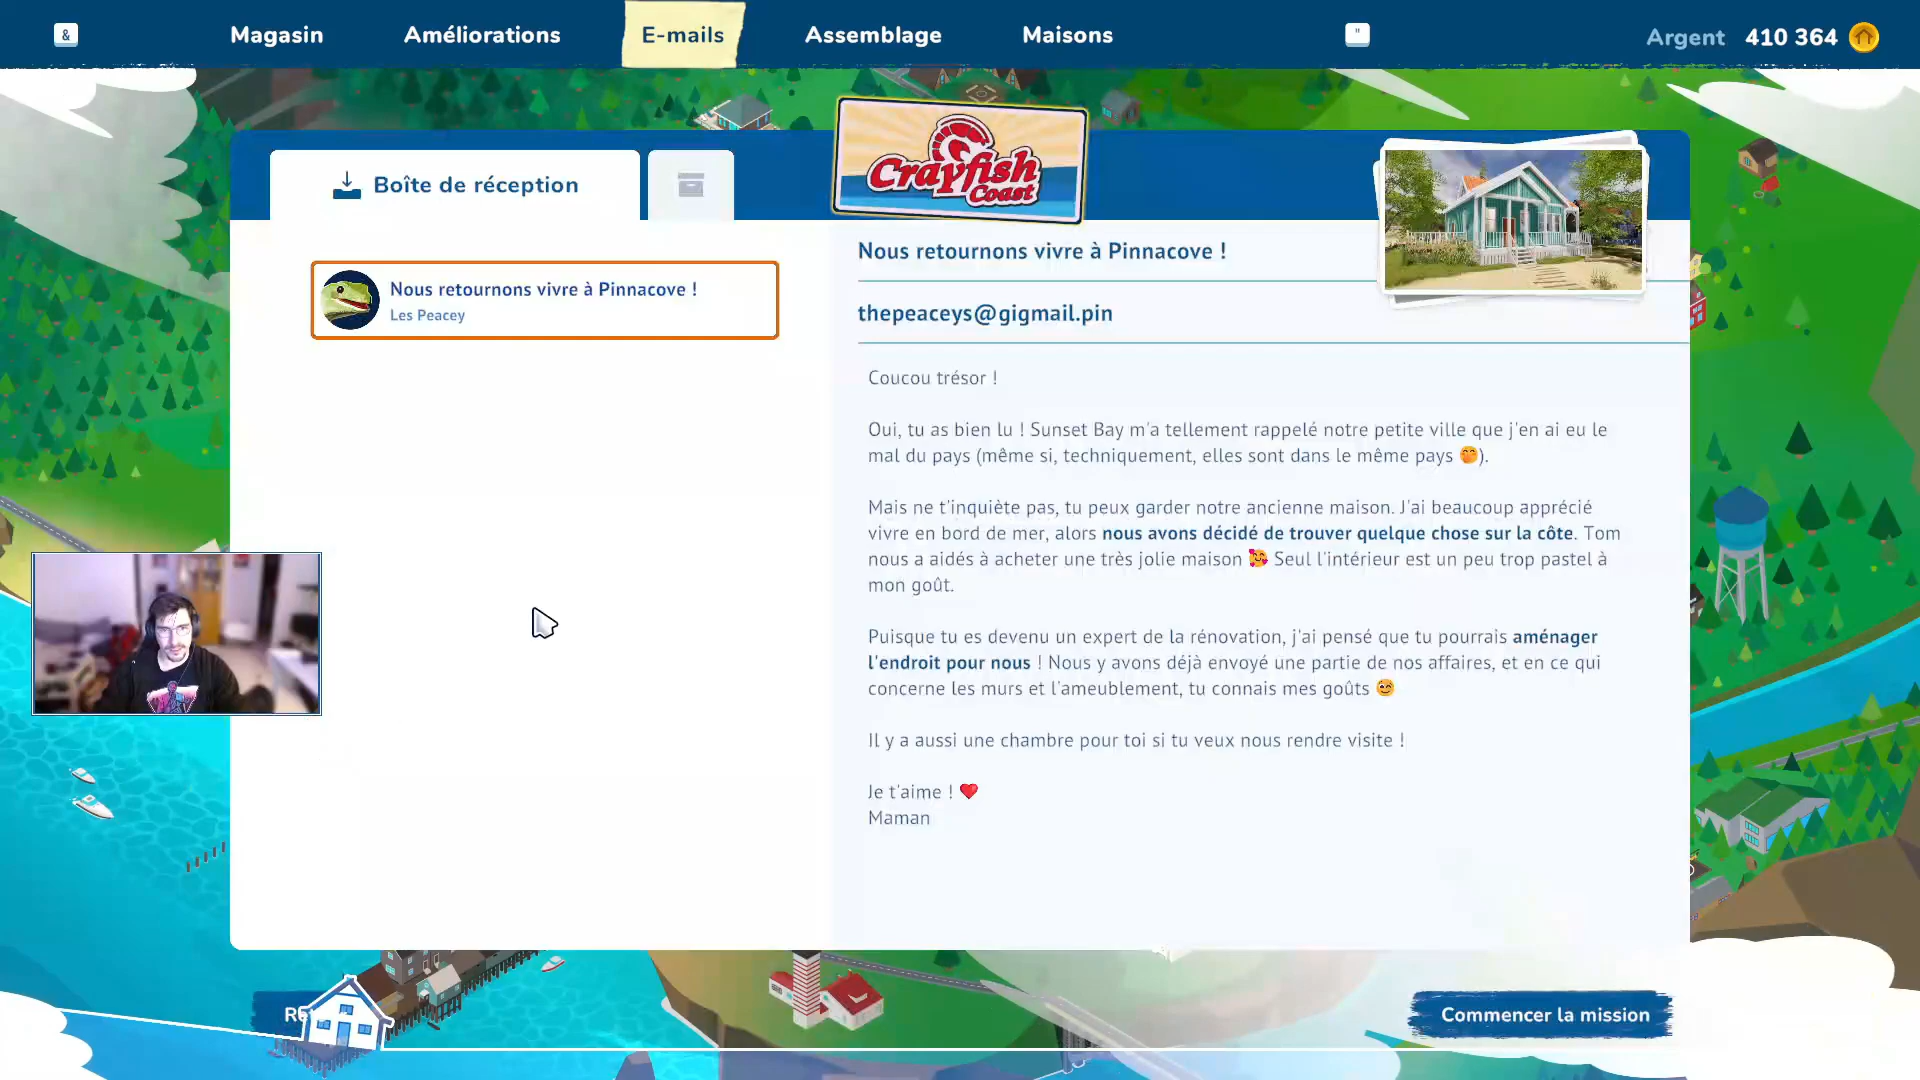 &
Magasin
Améliorations
E-mails
Assemblage
Maisons
"
Argent 410 364
Boîte de réception
Crayfish
Coast
Nous retournons vivre à Pinnacove !
Les Peacey
Nous retournons vivre à Pinnacove !
thepeaceys@gigmail.pin
Coucou trésor !
Oui, tu as bien lu ! Sunset Bay m'a tellement rappelé notre petite ville que j'en ai eu le
mal du pays (même si, techniquement, elles sont dans le même pays 🤭).
Mais ne t'inquiète pas, tu peux garder notre ancienne maison. J'ai beaucoup apprécié
vivre en bord de mer, alors nous avons décidé de trouver quelque chose sur la côte. Tom
nous a aidés à acheter une très jolie maison 🥰 Seul l'intérieur est un peu trop pastel à
mon goût.
Puisque tu es devenu un expert de la rénovation, j'ai pensé que tu pourrais aménager
l'endroit pour nous ! Nous y avons déjà envoyé une partie de nos affaires, et en ce qui
concerne les murs et l'ameublement, tu connais mes goûts 😊
Il y a aussi une chambre pour toi si tu veux nous rendre visite !
Je t'aime ! ❤️
Maman
Commencer la mission